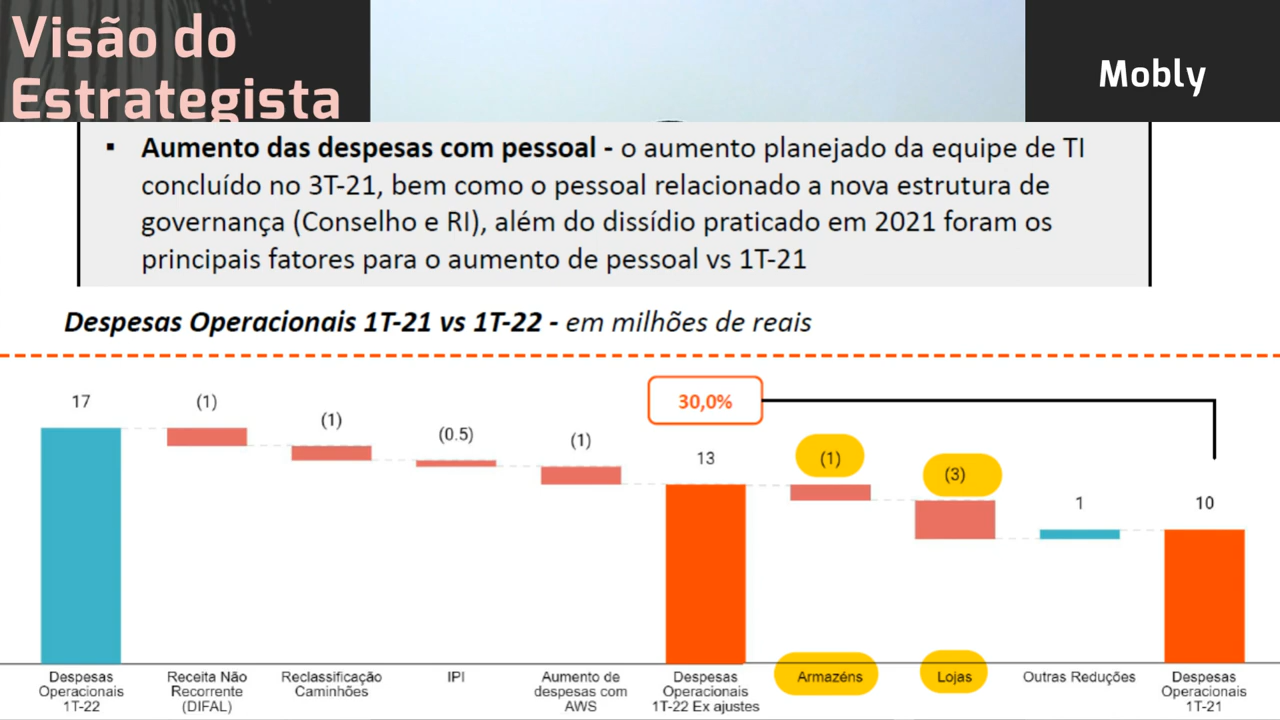 Visão do
Estrategista
Mobly
▪ Aumento das despesas com pessoal - o aumento planejado da equipe de TI
concluído no 3T-21, bem como o pessoal relacionado a nova estrutura de
governança (Conselho e RI), além do dissídio praticado em 2021 foram os
principais fatores para o aumento de pessoal vs 1T-21
Despesas Operacionais 1T-21 vs 1T-22 - em milhões de reais
17
(1)
(1)
(0.5)
(1)
30,0%
13
(1)
(3)
1
10
Despesas
Operacionais
1T-22
Receita Não
Recorrente
(DIFAL)
Reclassificação
Caminhões
IPI
Aumento de
despesas com
AWS
Despesas
Operacionais
1T-22 Ex ajustes
Armazéns
Lojas
Outras Reduções
Despesas
Operacionais
1T-21